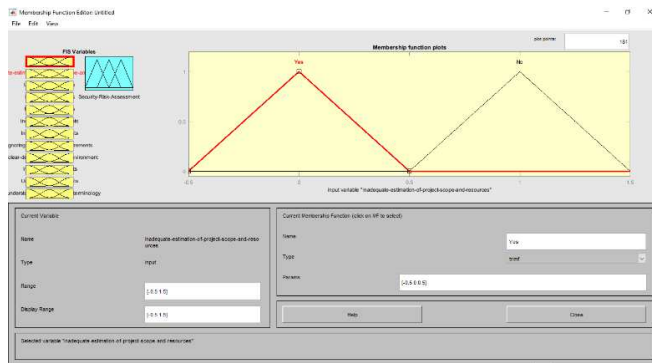 Membership Function Editor: Untitled
File Edit View
FIS Variables
Security Risk Assessment
Membership function plots
plot points:
181
Yes
No
1
0.5
0
-0.5
0
0.5
1
1.5
input variable "Inadequate-estimation-of-project-scope-and-resources"
Current Variable
Name
Inadequate-estimation-of-project-scope-and-reso
urces
Type
input
Range
[-0.5 1.5]
Display Range
[-0.5 1.5]
Current Membership Function (click on MF to select)
Name
Yes
Type
trimf
Params
[-0.5 0 0.5]
Help
Close
Selected variable "Inadequate-estimation-of-project-scope-and-resources"